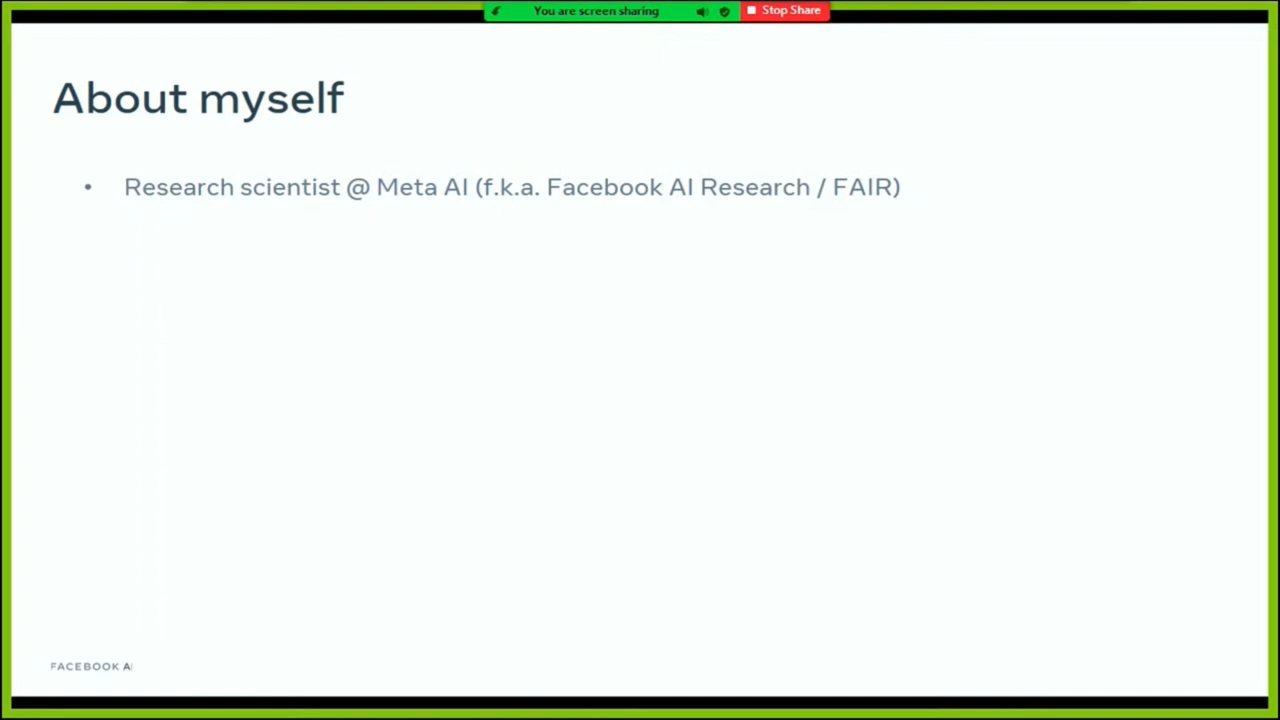 You are screen sharing
Stop Share
About myself
• Research scientist @ Meta AI (f.k.a. Facebook AI Research / FAIR)
FACEBOOK AI